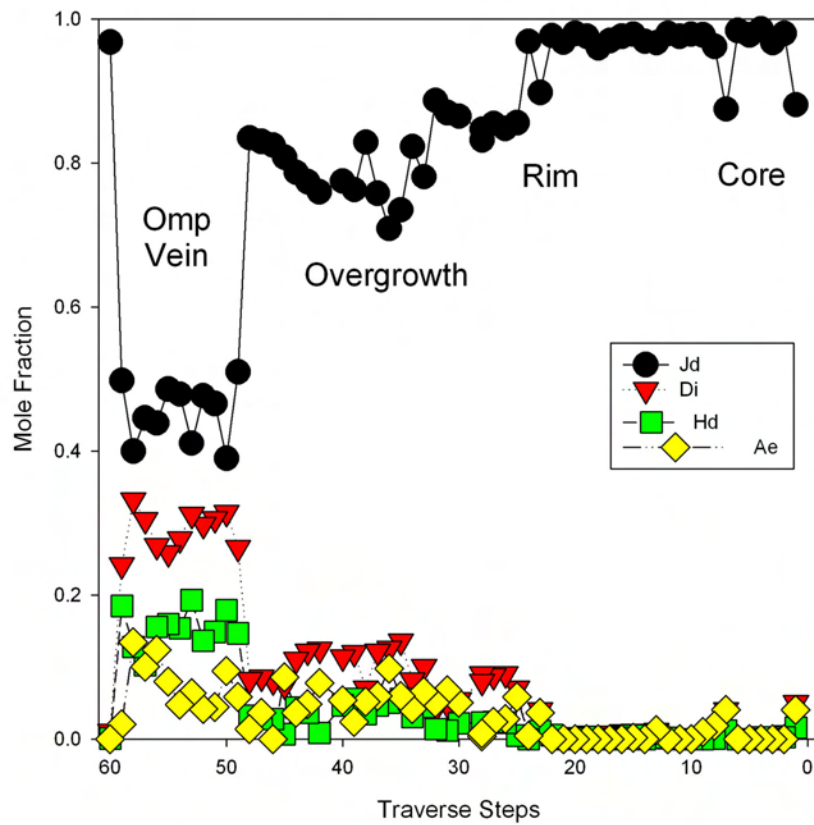 1.0
0.8
0.6
0.4
0.2
0.0
Mole Fraction
Omp
Vein
Overgrowth
Rim
Core
Jd
Di
Hd
Ae
60 50 40 30 20 10 0
Traverse Steps